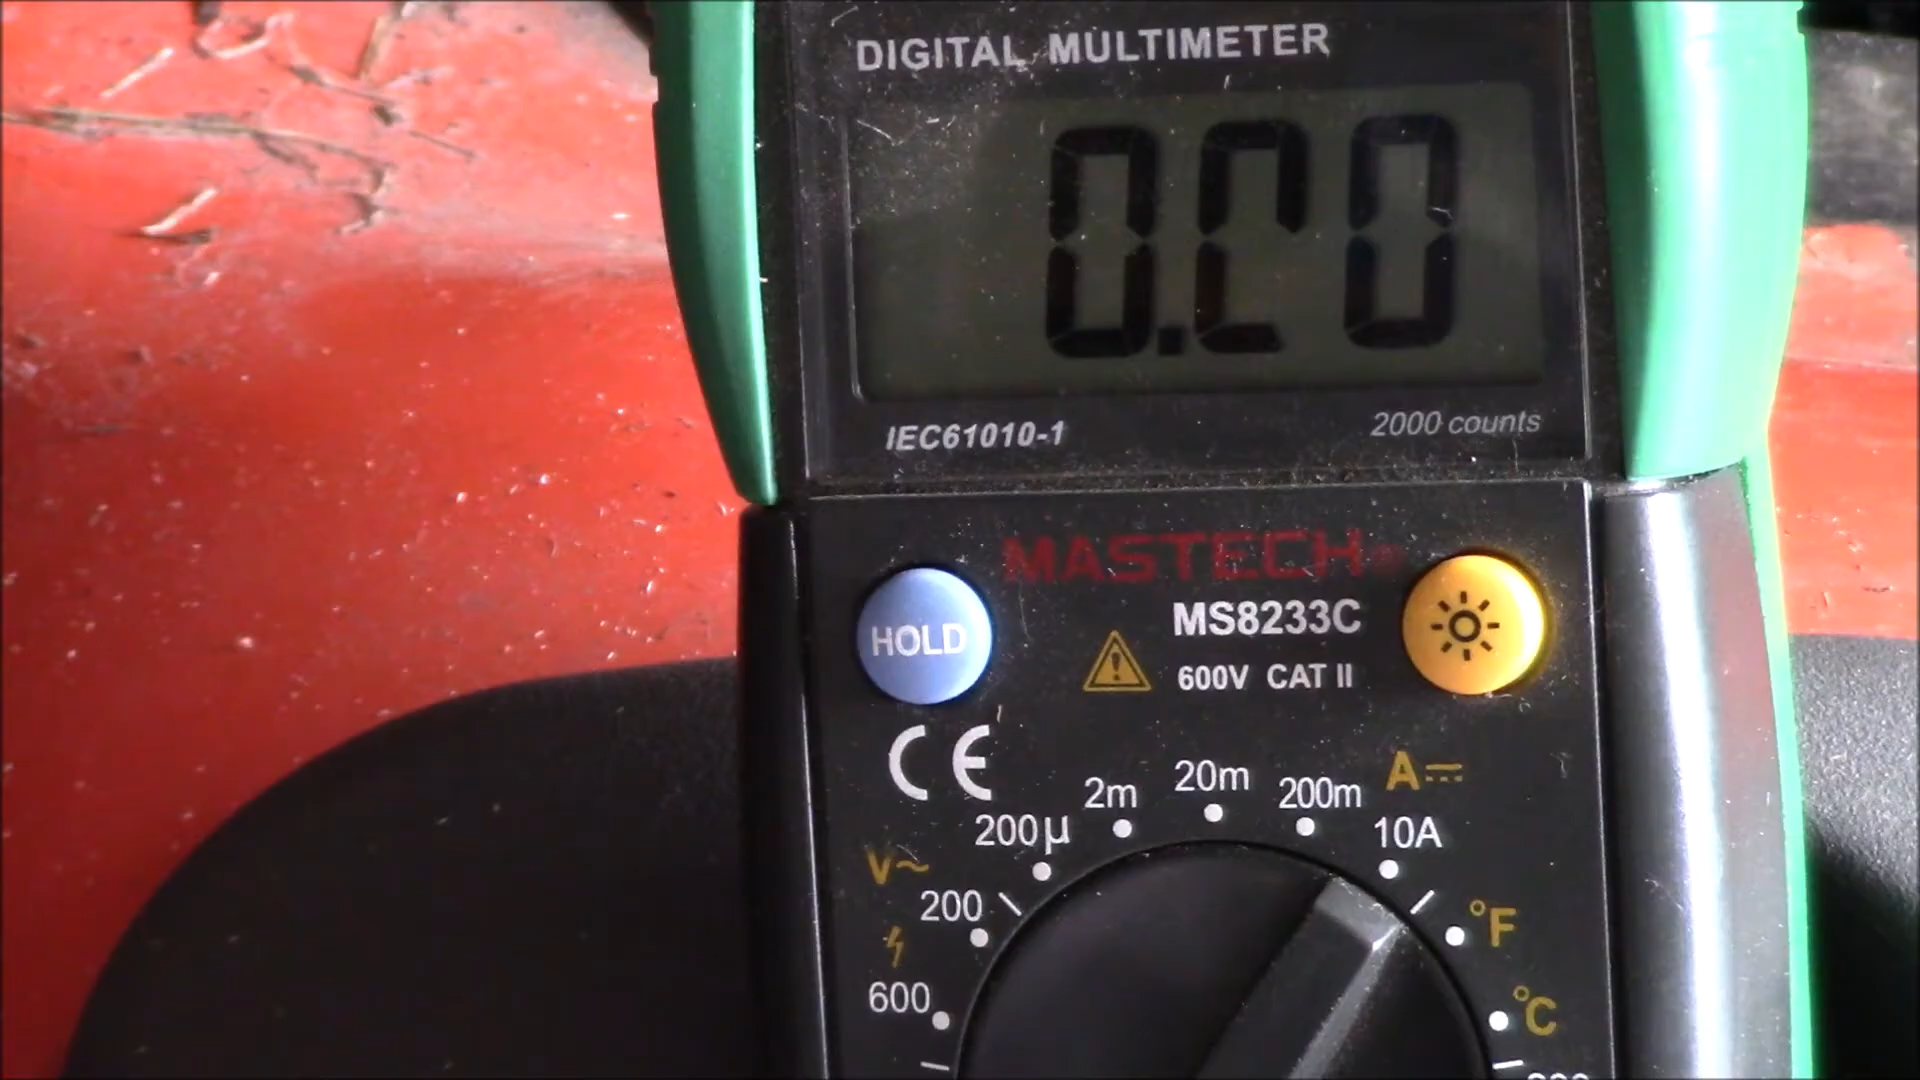 DIGITAL MULTIMETER
0.00
IEC61010-1 2000 counts
MASTECH®
HOLD
MS8233C
600V CAT II
CE
2m 20m 200m A
200µ 10A
V~
200 °F
600 °C